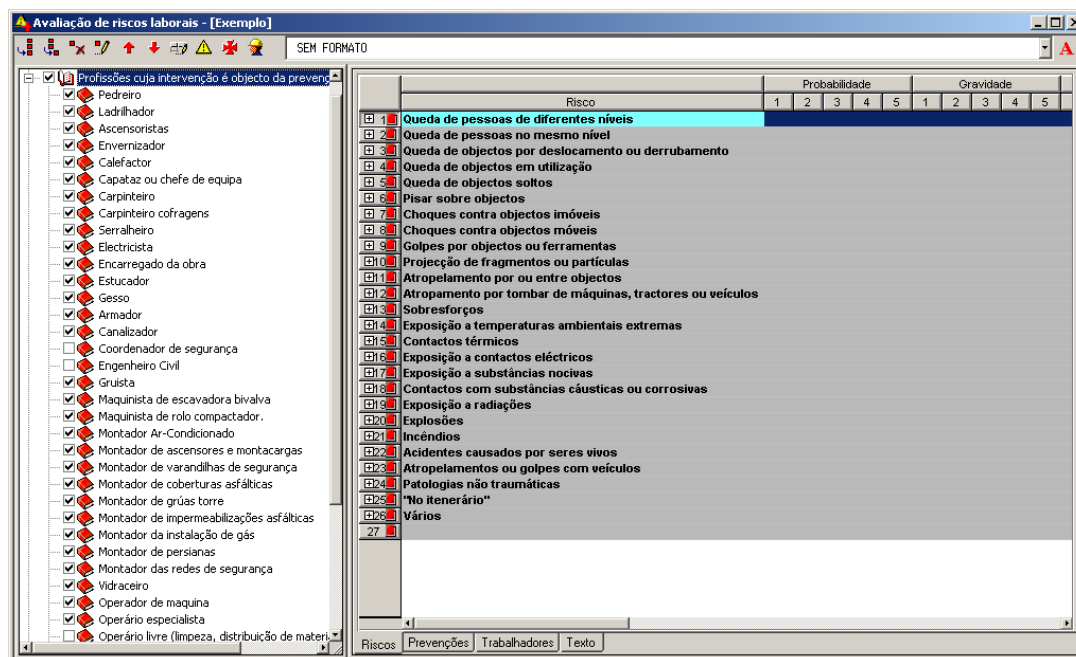 Avaliação de riscos laborais - [Exemplo]
SEM FORMATO
A
Profissões cuja intervenção é objecto da prevenç
Pedreiro
Ladrilhador
Ascensoristas
Envernizador
Calefactor
Capataz ou chefe de equipa
Carpinteiro
Carpinteiro cofragens
Serralheiro
Electricista
Encarregado da obra
Estucador
Gesso
Armador
Canalizador
Coordenador de segurança
Engenheiro Civil
Gruista
Maquinista de escavadora bivalva
Maquinista de rolo compactador.
Montador Ar-Condicionado
Montador de ascensores e montacargas
Montador de varandilhas de segurança
Montador de coberturas asfálticas
Montador de grúas torre
Montador de impermeabilizações asfálticas
Montador da instalação de gás
Montador de persianas
Montador das redes de segurança
Vidraceiro
Operador de maquina
Operário especialista
Operário livre (limpeza, distribuição de materi
Probabilidade Gravidade
Risco 1 2 3 4 5 1 2 3 4 5
1 Queda de pessoas de diferentes níveis
2 Queda de pessoas no mesmo nível
3 Queda de objectos por deslocamento ou derrubamento
4 Queda de objectos em utilização
5 Queda de objectos soltos
6 Pisar sobre objectos
7 Choques contra objectos imóveis
8 Choques contra objectos móveis
9 Golpes por objectos ou ferramentas
10 Projecção de fragmentos ou partículas
11 Atropelamento por ou entre objectos
12 Atropamento por tombar de máquinas, tractores ou veículos
13 Sobresforços
14 Exposição a temperaturas ambientais extremas
15 Contactos térmicos
16 Exposição a contactos eléctricos
17 Exposição a substâncias nocivas
18 Contactos com substâncias cáusticas ou corrosivas
19 Exposição a radiações
20 Explosões
21 Incêndios
22 Acidentes causados por seres vivos
23 Atropelamentos ou golpes com veículos
24 Patologias não traumáticas
25 "No itenerário"
26 Vários
27
Riscos Prevenções Trabalhadores Texto